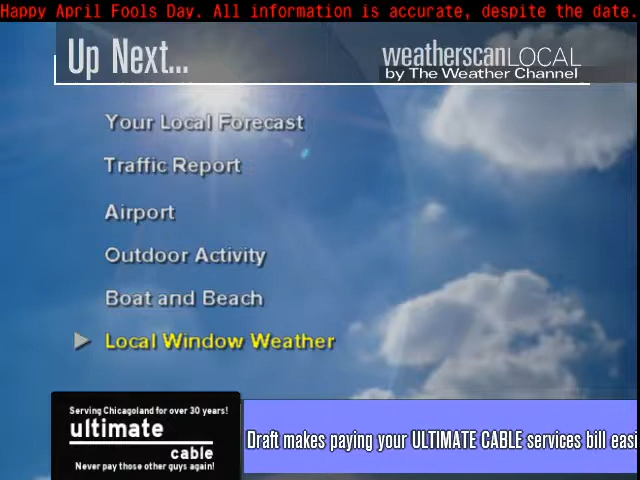 Happy April Fools Day. All information is accurate, despite the date.
Up Next...
weatherscanLOCAL
by The Weather Channel
Your Local Forecast
Traffic Report
Airport
Outdoor Activity
Boat and Beach
Local Window Weather
Serving Chicagoland for over 30 years!
ultimate
cable
Never pay those other guys again!
Draft makes paying your ULTIMATE CABLE services bill easi